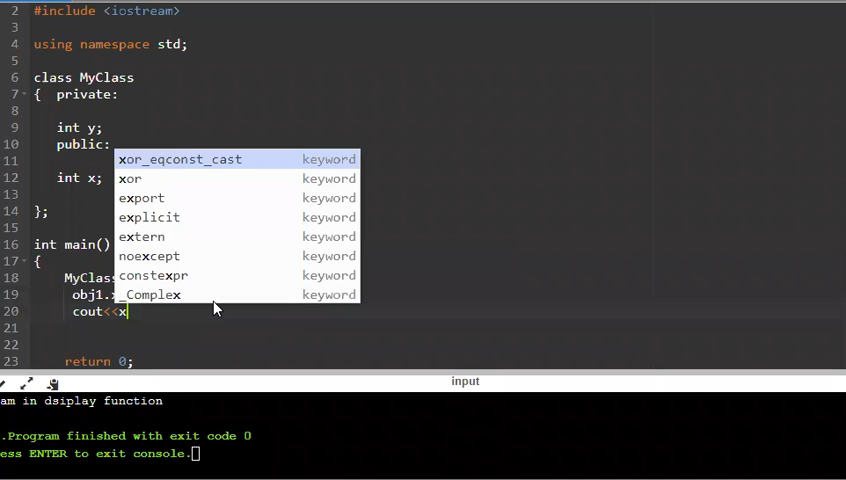 2 #include <iostream>
3
4 using namespace std;
5
6 class MyClass
7 { private:
8
9 int y;
10 public:
11 xor_eqconst_cast keyword
xor keyword
12 int x;
13 export keyword
14 };
explicit keyword
15 extern keyword
16 int main()
noexcept keyword
17 {
18 MyClass
constexpr keyword
19 obj1.x
_Complex keyword
20 cout<<x
21
22
23 return 0;
input
am in dsiplay function
.Program finished with exit code 0
ess ENTER to exit console.